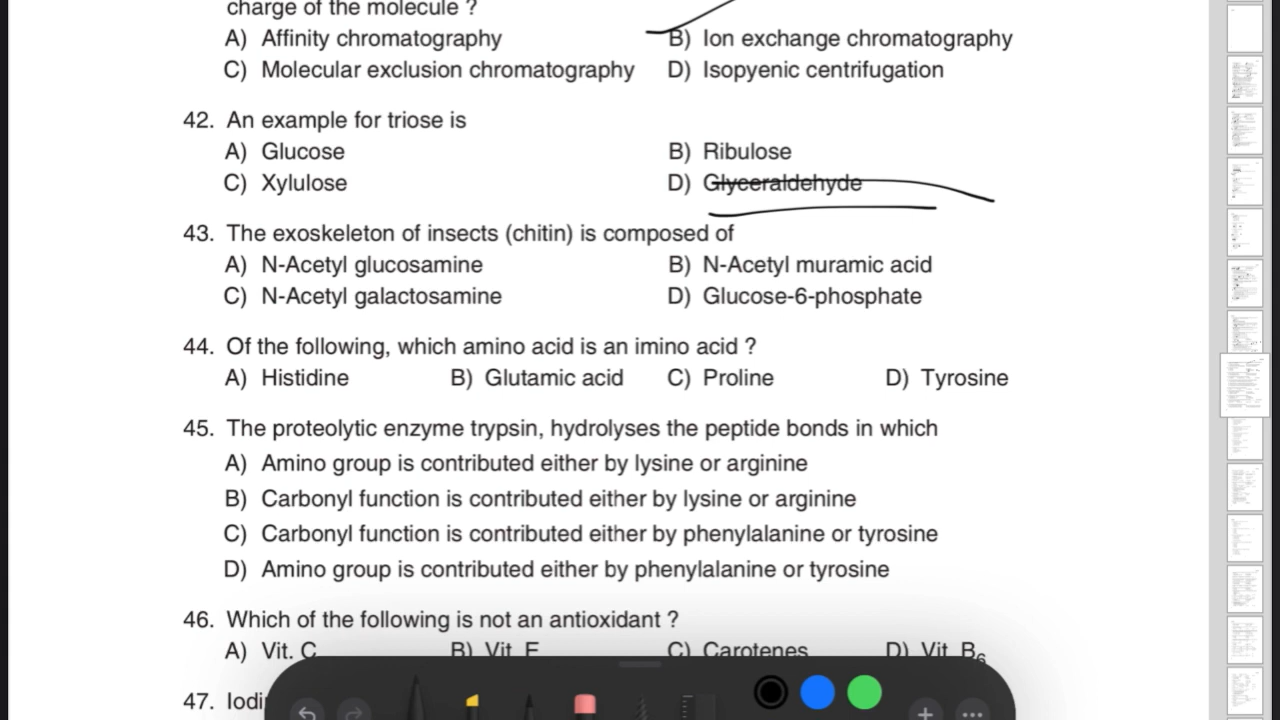 charge of the molecule ?
A) Affinity chromatography B) Ion exchange chromatography
C) Molecular exclusion chromatography D) Isopyenic centrifugation
42. An example for triose is
A) Glucose B) Ribulose
C) Xylulose D) Glyceraldehyde
43. The exoskeleton of insects (chitin) is composed of
A) N-Acetyl glucosamine B) N-Acetyl muramic acid
C) N-Acetyl galactosamine D) Glucose-6-phosphate
44. Of the following, which amino acid is an imino acid ?
A) Histidine B) Glutamic acid C) Proline D) Tyrosine
45. The proteolytic enzyme trypsin, hydrolyses the peptide bonds in which
A) Amino group is contributed either by lysine or arginine
B) Carbonyl function is contributed either by lysine or arginine
C) Carbonyl function is contributed either by phenylalanine or tyrosine
D) Amino group is contributed either by phenylalanine or tyrosine
46. Which of the following is not an antioxidant ?
A) Vit. C B) Vit E C) Carotenes D) Vit B6
47.